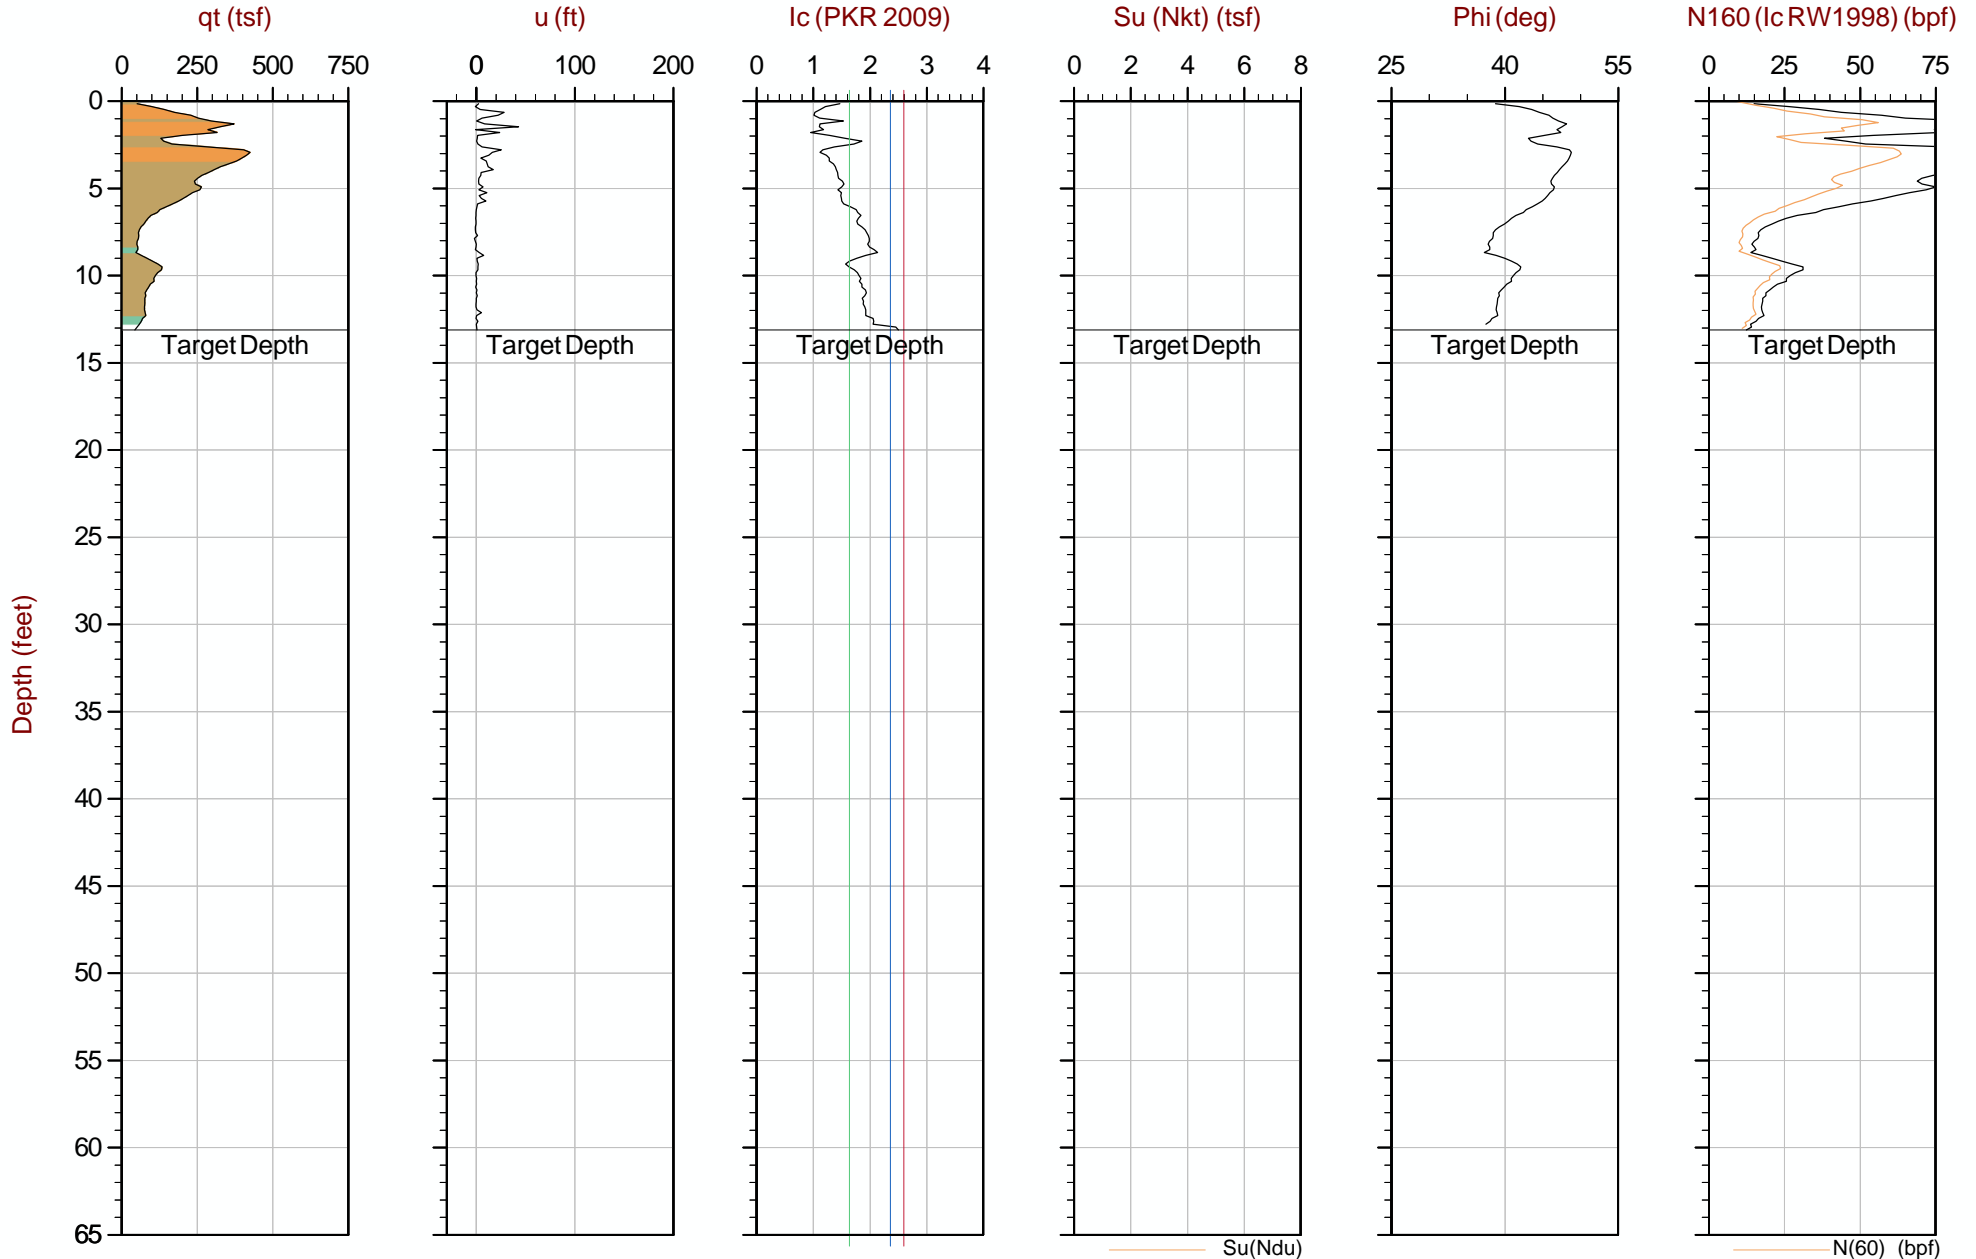 qt (tsf) u (ft) Ic (PKR 2009) Su (Nkt) (tsf) Phi (deg) N160 (Ic RW1998) (bpf)
0 250 500 750 0 100 200 0 1 2 3 4 0 2 4 6 8 25 40 55 0 25 50 75
0
5
10
Target Depth Target Depth Target Depth Target Depth Target Depth Target Depth
15
20
25
30
Depth (feet)
35
40
45
50
55
60
65
Su(Ndu) N(60) (bpf)